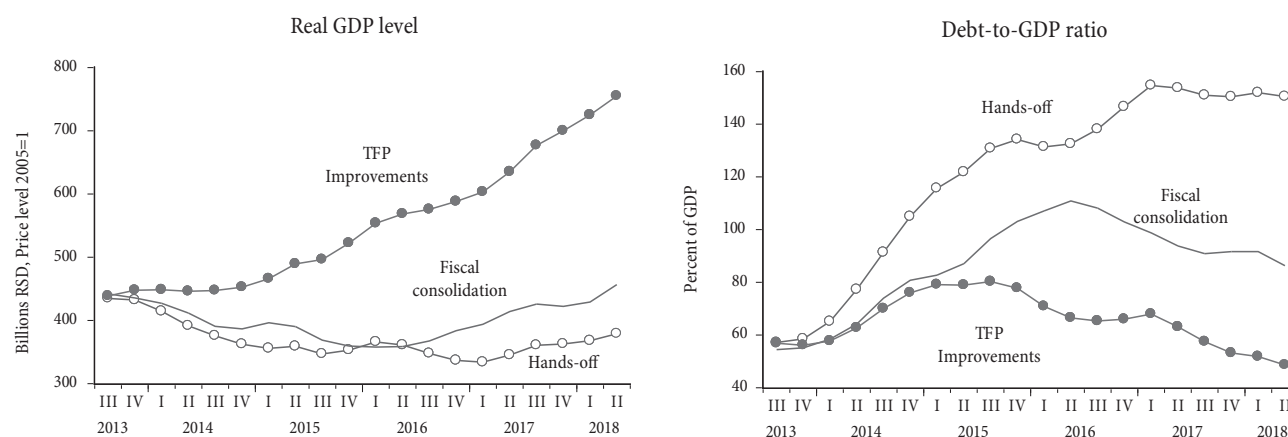 Real GDP level
Billions RSD, Price level 2005=1
800
700
600
500
400
300
TFP
Improvements
Fiscal
consolidation
Hands-off
III IV I II III IV I II III IV I II III IV I II III IV I II
2013 2014 2015 2016 2017 2018
Debt-to-GDP ratio
Percent of GDP
160
140
120
100
80
60
40
Hands-off
Fiscal
consolidation
TFP
Improvements
III IV I II III IV I II III IV I II III IV I II III IV I II
2013 2014 2015 2016 2017 2018